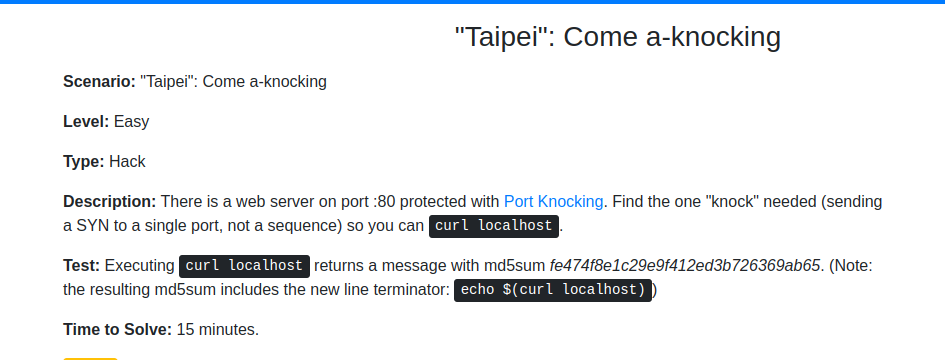 "Taipei": Come a-knocking
Scenario: "Taipei": Come a-knocking
Level: Easy
Type: Hack
Description: There is a web server on port :80 protected with Port Knocking. Find the one "knock" needed (sending
a SYN to a single port, not a sequence) so you can curl localhost.
Test: Executing curl localhost returns a message with md5sum fe474f8e1c29e9f412ed3b726369ab65. (Note:
the resulting md5sum includes the new line terminator: echo $(curl localhost))
Time to Solve: 15 minutes.